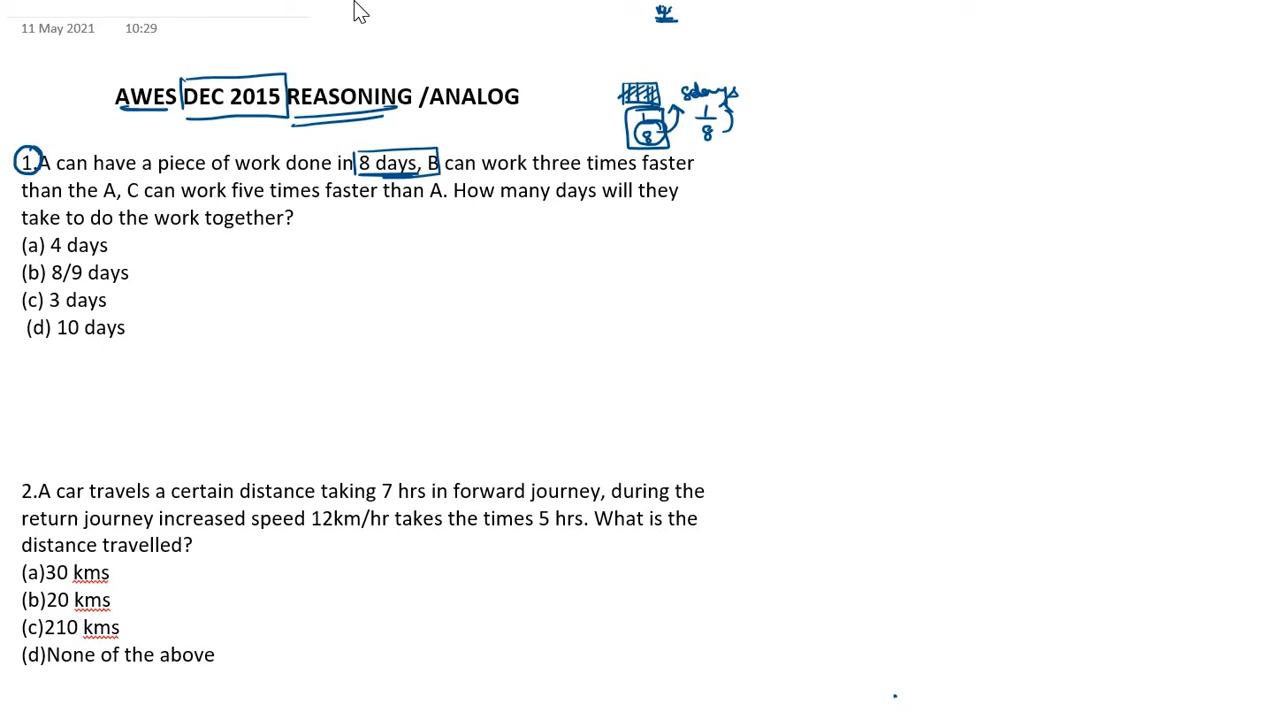 11 May 2021 10:29
AWES DEC 2015 REASONING /ANALOG
8days
1
8
1
8
1.A can have a piece of work done in 8 days, B can work three times faster
than the A, C can work five times faster than A. How many days will they
take to do the work together?
(a) 4 days
(b) 8/9 days
(c) 3 days
(d) 10 days
2.A car travels a certain distance taking 7 hrs in forward journey, during the
return journey increased speed 12km/hr takes the times 5 hrs. What is the
distance travelled?
(a)30 kms
(b)20 kms
(c)210 kms
(d)None of the above